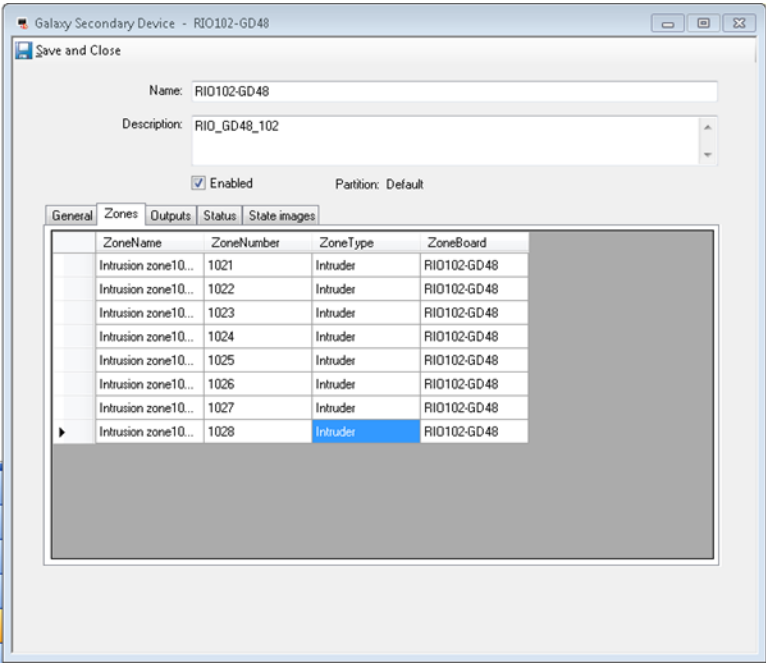 Galaxy Secondary Device - RIO102-GD48
Save and Close
Name: RIO102-GD48
Description: RIO_GD48_102
Enabled Partition: Default
General Zones Outputs Status State images
ZoneName ZoneNumber ZoneType ZoneBoard
Intrusion zone10... 1021 Intruder RIO102-GD48
Intrusion zone10... 1022 Intruder RIO102-GD48
Intrusion zone10... 1023 Intruder RIO102-GD48
Intrusion zone10... 1024 Intruder RIO102-GD48
Intrusion zone10... 1025 Intruder RIO102-GD48
Intrusion zone10... 1026 Intruder RIO102-GD48
Intrusion zone10... 1027 Intruder RIO102-GD48
Intrusion zone10... 1028 Intruder RIO102-GD48